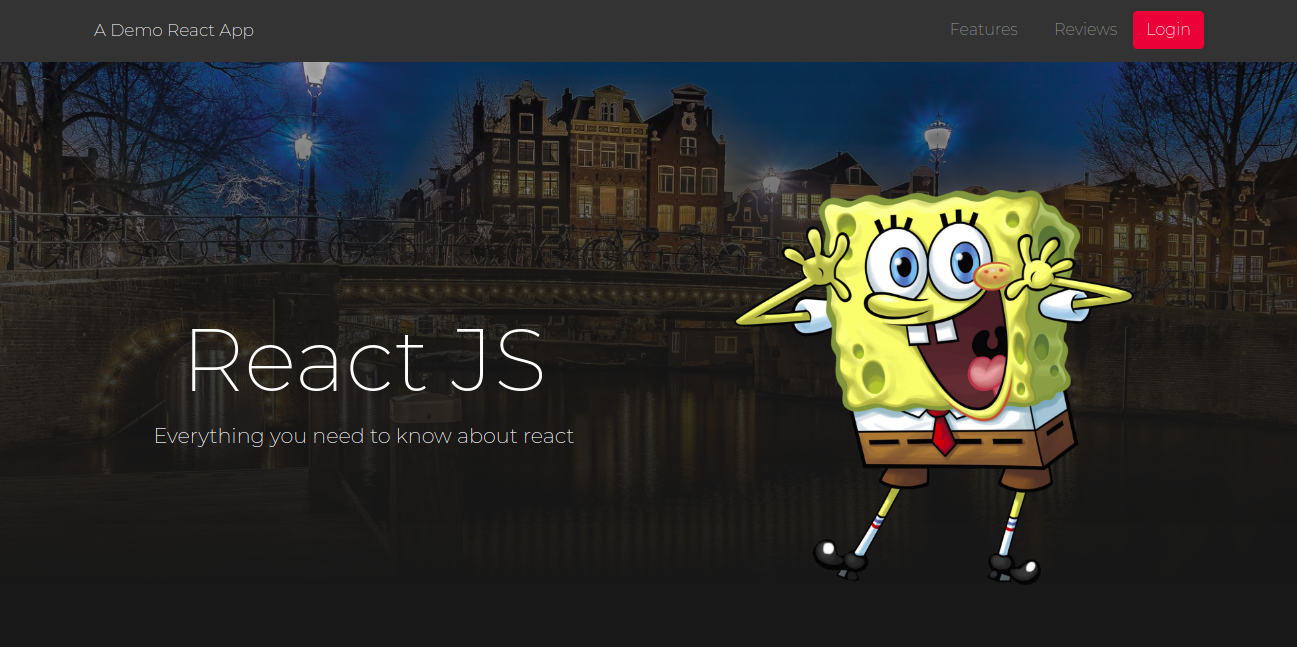 A Demo React App
Features
Reviews
Login
React JS
Everything you need to know about react